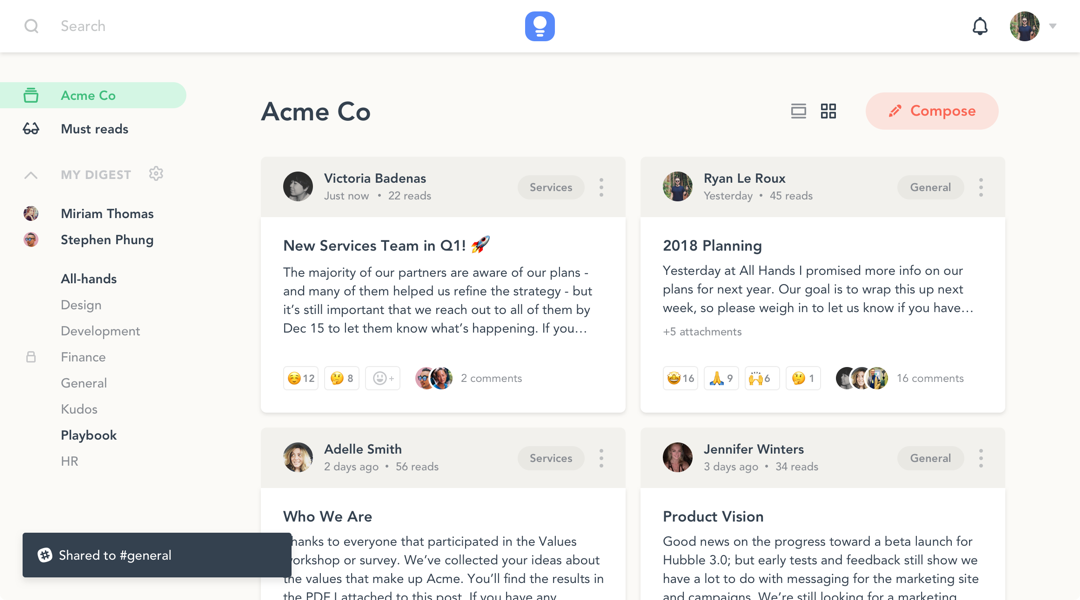 Search
Acme Co
Must reads
MY DIGEST
Miriam Thomas
Stephen Phung
All-hands
Design
Development
Finance
General
Kudos
Playbook
HR
Shared to #general
Acme Co
Compose
Victoria Badenas
Just now • 22 reads
Services
New Services Team in Q1! 🚀
The majority of our partners are aware of our plans -
and many of them helped us refine the strategy - but
it’s still important that we reach out to all of them by
Dec 15 to let them know what’s happening. If you…
12
8
+
2 comments
Ryan Le Roux
Yesterday • 45 reads
General
2018 Planning
Yesterday at All Hands I promised more info on our
plans for next year. Our goal is to wrap this up next
week, so please weigh in to let us know if you have…
+5 attachments
16
9
6
1
16 comments
Adelle Smith
2 days ago • 56 reads
Services
Who We Are
Thanks to everyone that participated in the Values
workshop or survey. We’ve collected your ideas about
the values that make up Acme. You’ll find the results in
the PDF I attached to this post. If you have any
Jennifer Winters
3 days ago • 34 reads
General
Product Vision
Good news on the progress toward a beta launch for
Hubble 3.0; but early tests and feedback still show we
have a lot to do with messaging for the marketing site
and campaigns. We’re still looking for a marketing